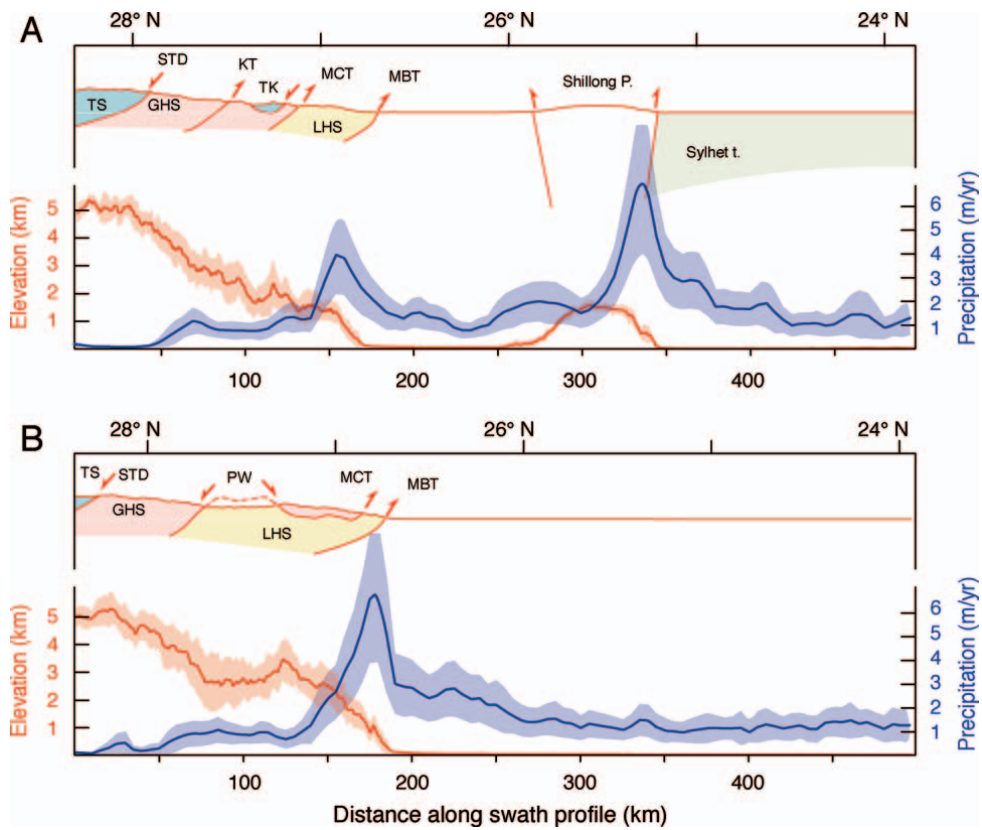 A
28° N
26° N
24° N
STD
KT
TK
MCT
MBT
Shillong P.
TS
GHS
LHS
Sylhet t.
Elevation (km)
5
4
3
2
1
6
5
4
3
2
1
Precipitation (m/yr)
100
200
300
400
B
28° N
26° N
24° N
TS
STD
PW
MCT
MBT
GHS
LHS
Elevation (km)
5
4
3
2
1
6
5
4
3
2
1
Precipitation (m/yr)
100
200
300
400
Distance along swath profile (km)